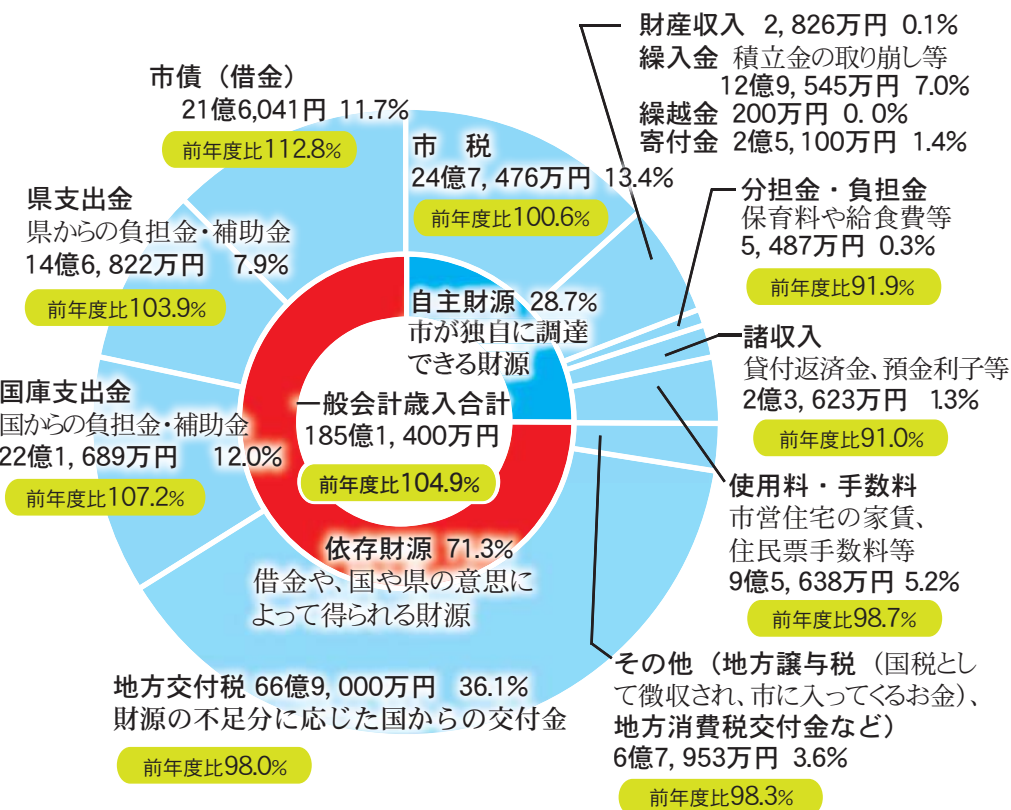 財産収入 2,826万円 0.1%
繰入金 積立金の取り崩し等
12億9,545万円 7.0%
繰越金 200万円 0.0%
寄付金 2億5,100万円 1.4%
市債（借金）
21億6,041円 11.7%
前年度比112.8%
市 税
24億7,476万円 13.4%
前年度比100.6%
分担金・負担金
保育料や給食費等
5,487万円 0.3%
前年度比91.9%
県支出金
県からの負担金・補助金
14億6,822万円 7.9%
前年度比103.9%
自主財源 28.7%
市が独自に調達
できる財源
諸収入
貸付返済金、預金利子等
2億3,623万円 1.3%
前年度比91.0%
国庫支出金
国からの負担金・補助金
22億1,689万円 12.0%
前年度比107.2%
一般会計歳入合計
185億1,400万円
前年度比104.9%
使用料・手数料
市営住宅の家賃、
住民票手数料等
9億5,638万円 5.2%
前年度比98.7%
依存財源 71.3%
借金や、国や県の意思に
よって得られる財源
その他（地方譲与税（国税とし
て徴収され、市に入ってくるお金）、
地方消費税交付金など）
6億7,953万円 3.6%
前年度比98.3%
地方交付税 66億9,000万円 36.1%
財源の不足分に応じた国からの交付金
前年度比98.0%